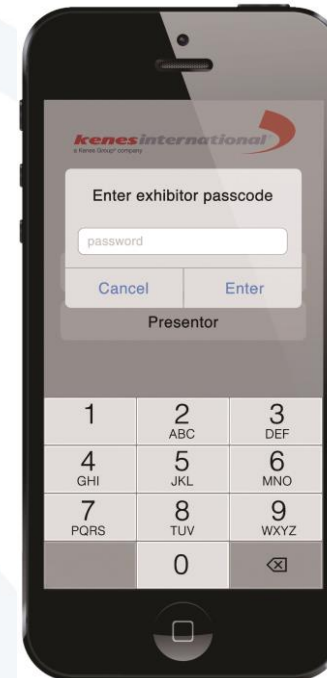 kenes international
a Kenes Group® company
Enter exhibitor passcode
password
Cancel
Enter
Presentor
1
2
3
ABC
DEF
4
5
6
GHI
JKL
MNO
7
8
9
PQRS
TUV
WXYZ
0